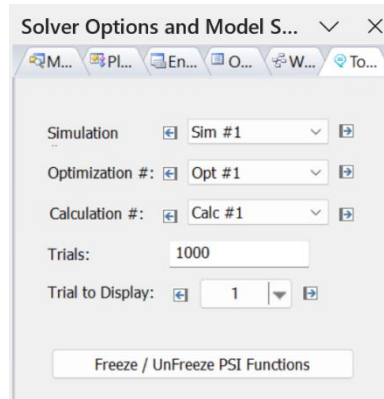 Solver Options and Model S...
M... Pl... En... O... W... To...
Simulation
Sim #1
Optimization #: Opt #1
Calculation #: Calc #1
Trials: 1000
Trial to Display: 1
Freeze / UnFreeze PSI Functions